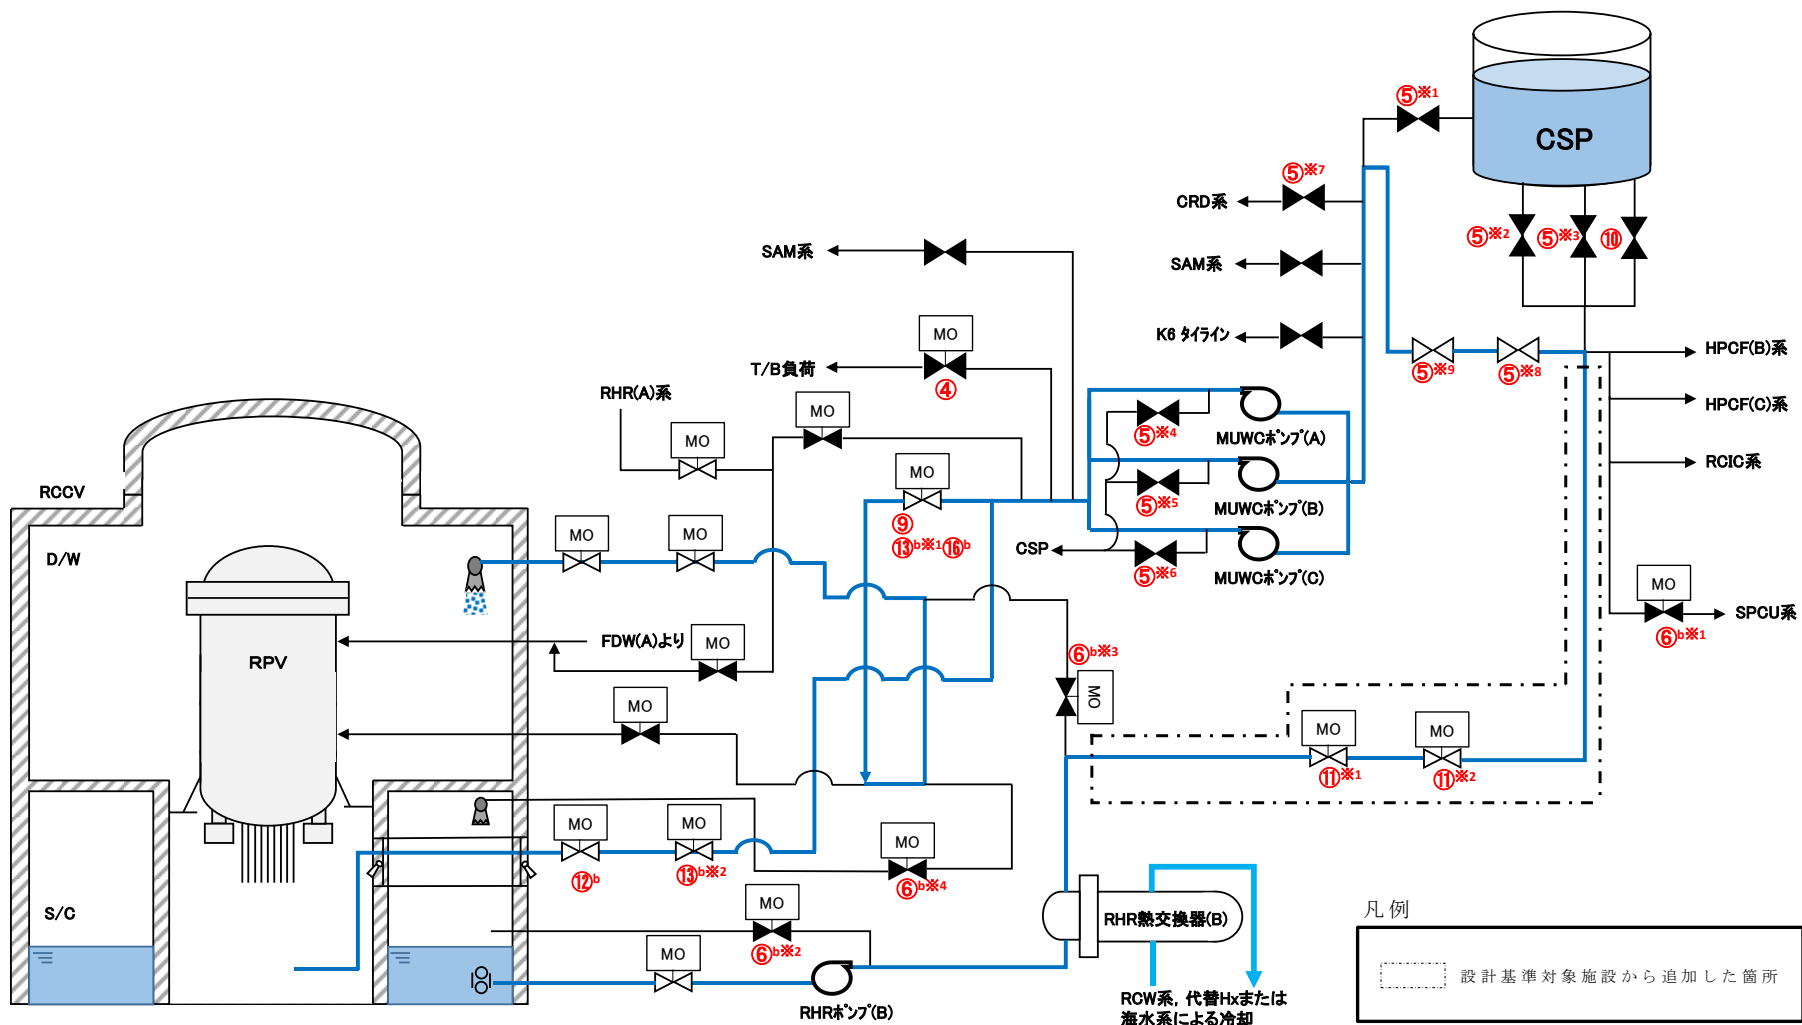 CSP
⑤※1
⑤※7
CRD系
⑤※2
⑤※3
⑩
SAM系
SAM系
MO
K6 タイライン
T/B負荷
④
⑤※9
⑤※8
HPCF(B)系
RHR(A)系
MO
MO
HPCF(C)系
⑤※4
MUWCポンプ(A)
RCIC系
MO
RCCV
⑤※5
MUWCポンプ(B)
⑨
⑬b※1⑯b
CSP
MO
MO
D/W
⑤※6
MUWCポンプ(C)
MO
SPCU系
⑥b※1
FDW(A)より
MO
RPV
⑥b※3
MO
MO
MO
MO
⑪※1
⑪※2
MO
MO
MO
⑫b
⑬b※2
⑥b※4
S/C
MO
RHR熱交換器(B)
⑥b※2
MO
RHRポンプ(B)
RCW系, 代替Hxまたは
海水系による冷却
凡例
設計基準対象施設から追加した箇所